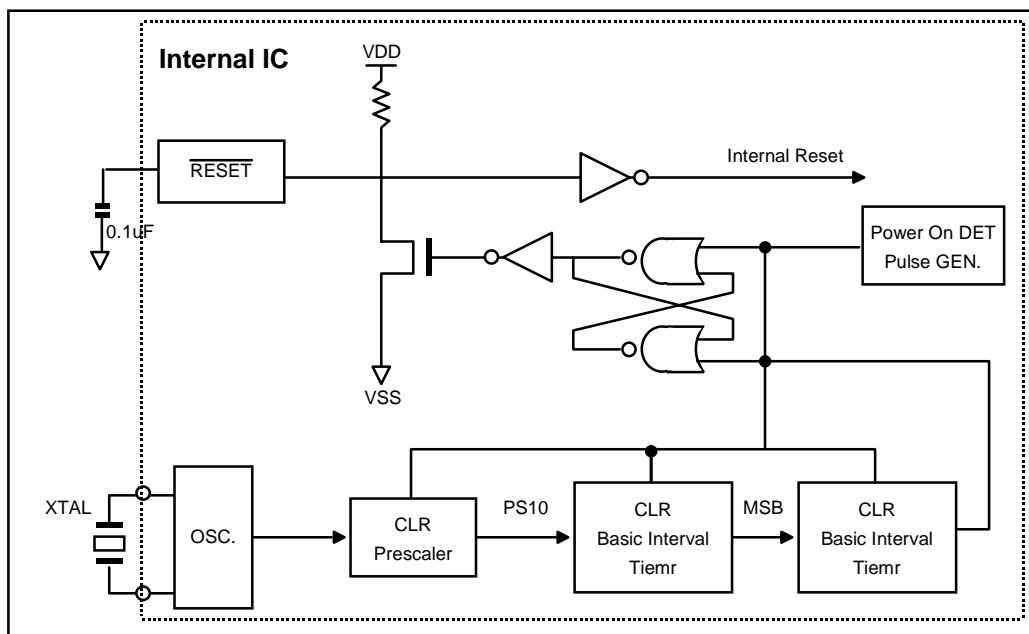 Internal IC
VDD
RESET
Internal Reset
0.1uF
Power On DET
Pulse GEN.
VSS
XTAL
OSC.
CLR
Prescaler
PS10
CLR
Basic Interval
Tiemr
MSB
CLR
Basic Interval
Tiemr